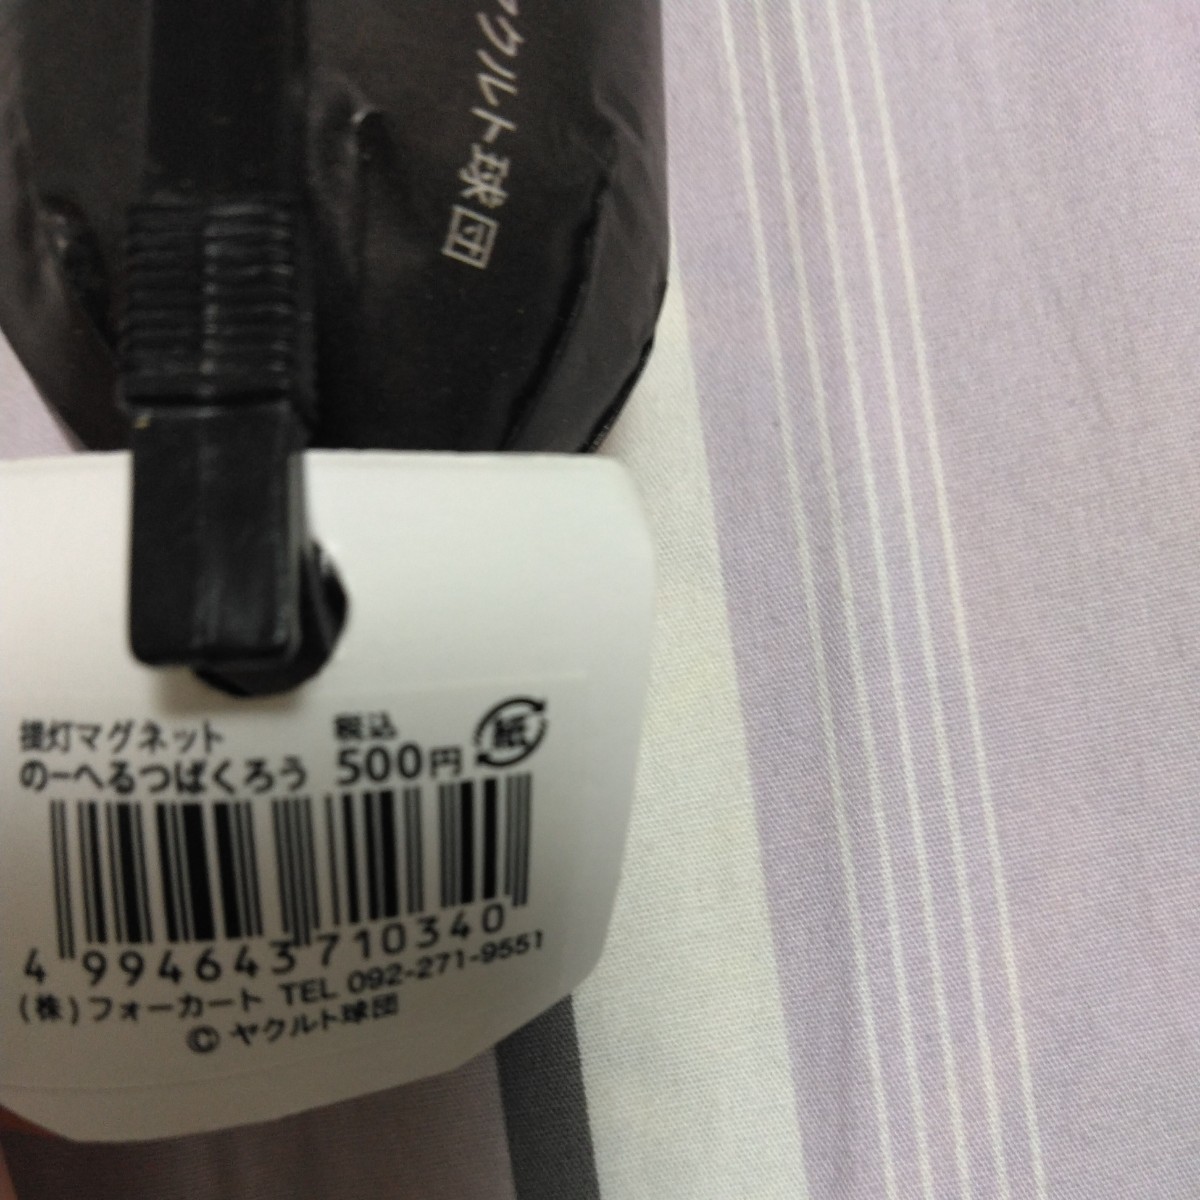 ヤクルト球団
提灯マグネット 税込
のーへるつばくろう 500円 紙
4 994643 710340
(株)フォーカート TEL 092-271-9551
© ヤクルト球団